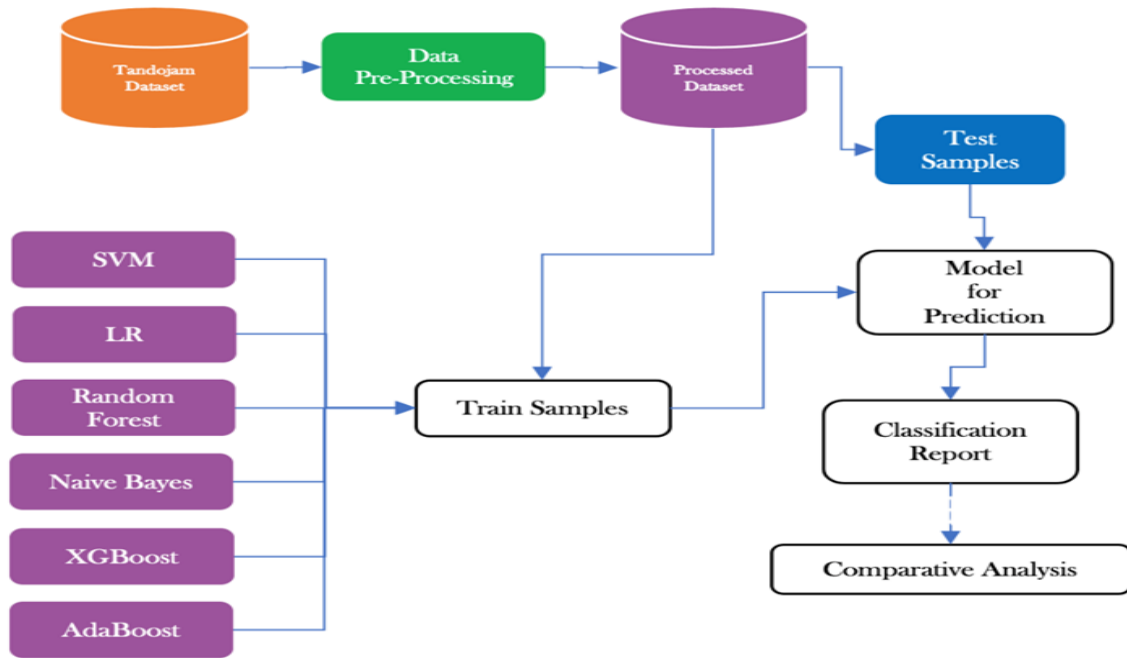 Tandojam
Dataset
Data
Pre-Processing
Processed
Dataset
Test
Samples
SVM
LR
Random
Forest
Naive Bayes
XGBoost
AdaBoost
Train Samples
Model
for
Prediction
Classification
Report
Comparative Analysis